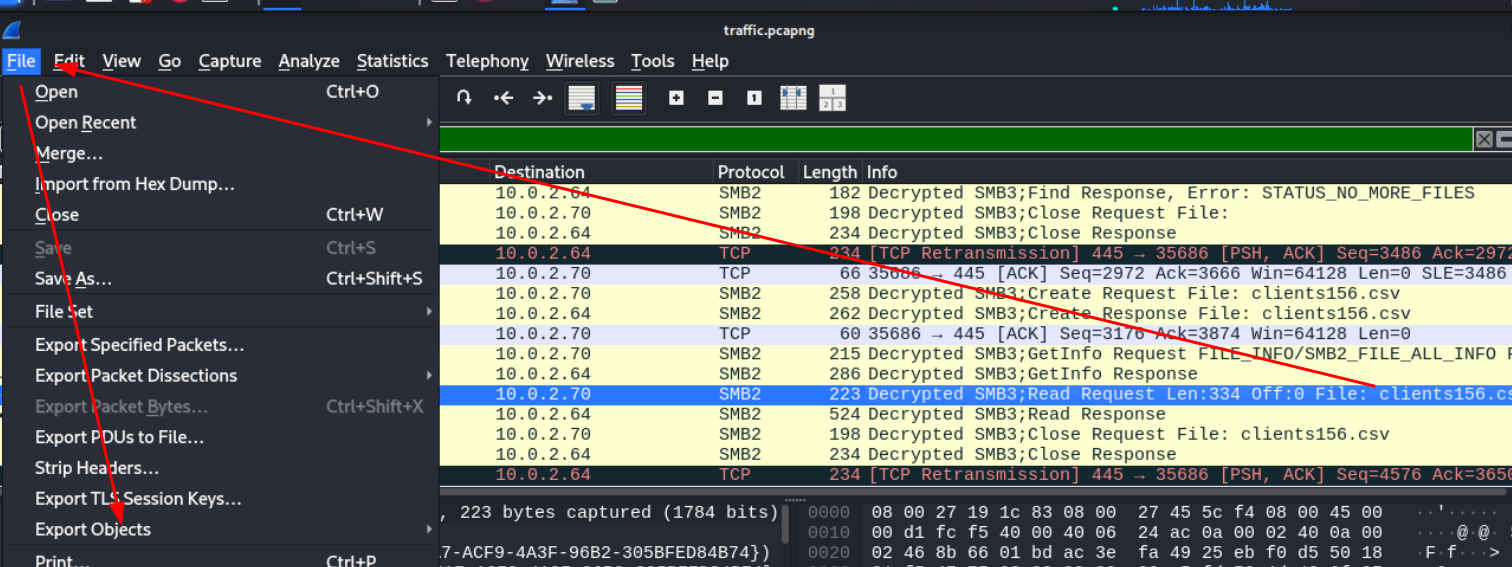 traffic.pcapng
File Edit View Go Capture Analyze Statistics Telephony Wireless Tools Help
Open Ctrl+O
Open Recent
Merge…
Import from Hex Dump…
Close Ctrl+W
Save Ctrl+S
Save As… Ctrl+Shift+S
File Set
Export Specified Packets…
Export Packet Dissections
Export Packet Bytes… Ctrl+Shift+X
Export PDUs to File…
Strip Headers…
Export TLS Session Keys…
Export Objects
Print… Ctrl+P
Destination Protocol Length Info
10.0.2.64 SMB2 182 Decrypted SMB3;Find Response, Error: STATUS_NO_MORE_FILES
10.0.2.70 SMB2 198 Decrypted SMB3;Close Request File:
10.0.2.64 SMB2 234 Decrypted SMB3;Close Response
10.0.2.64 TCP 234 [TCP Retransmission] 445 → 35686 [PSH, ACK] Seq=3486 Ack=2972
10.0.2.70 TCP 66 35686 → 445 [ACK] Seq=2972 Ack=3666 Win=64128 Len=0 SLE=3486
10.0.2.70 SMB2 258 Decrypted SMB3;Create Request File: clients156.csv
10.0.2.64 SMB2 262 Decrypted SMB3;Create Response File: clients156.csv
10.0.2.70 TCP 60 35686 → 445 [ACK] Seq=3176 Ack=3874 Win=64128 Len=0
10.0.2.70 SMB2 215 Decrypted SMB3;GetInfo Request FILE_INFO/SMB2_FILE_ALL_INFO
10.0.2.64 SMB2 286 Decrypted SMB3;GetInfo Response
10.0.2.70 SMB2 223 Decrypted SMB3;Read Request Len:334 Off:0 File: clients156.cs
10.0.2.64 SMB2 524 Decrypted SMB3;Read Response
10.0.2.70 SMB2 198 Decrypted SMB3;Close Request File: clients156.csv
10.0.2.64 SMB2 234 Decrypted SMB3;Close Response
10.0.2.64 TCP 234 [TCP Retransmission] 445 → 35686 [PSH, ACK] Seq=4576 Ack=3650
, 223 bytes captured (1784 bits)
7-ACF9-4A3F-96B2-305BFED84B74})
0000 08 00 27 19 1c 83 08 00 27 45 5c f4 08 00 45 00 ··'·····
0010 00 d1 fc f5 40 00 40 06 24 ac 0a 00 02 40 0a 00 ····@·@·
0020 02 46 8b 66 01 bd ac 3e fa 49 25 eb f0 d5 50 18 ·F·f···>